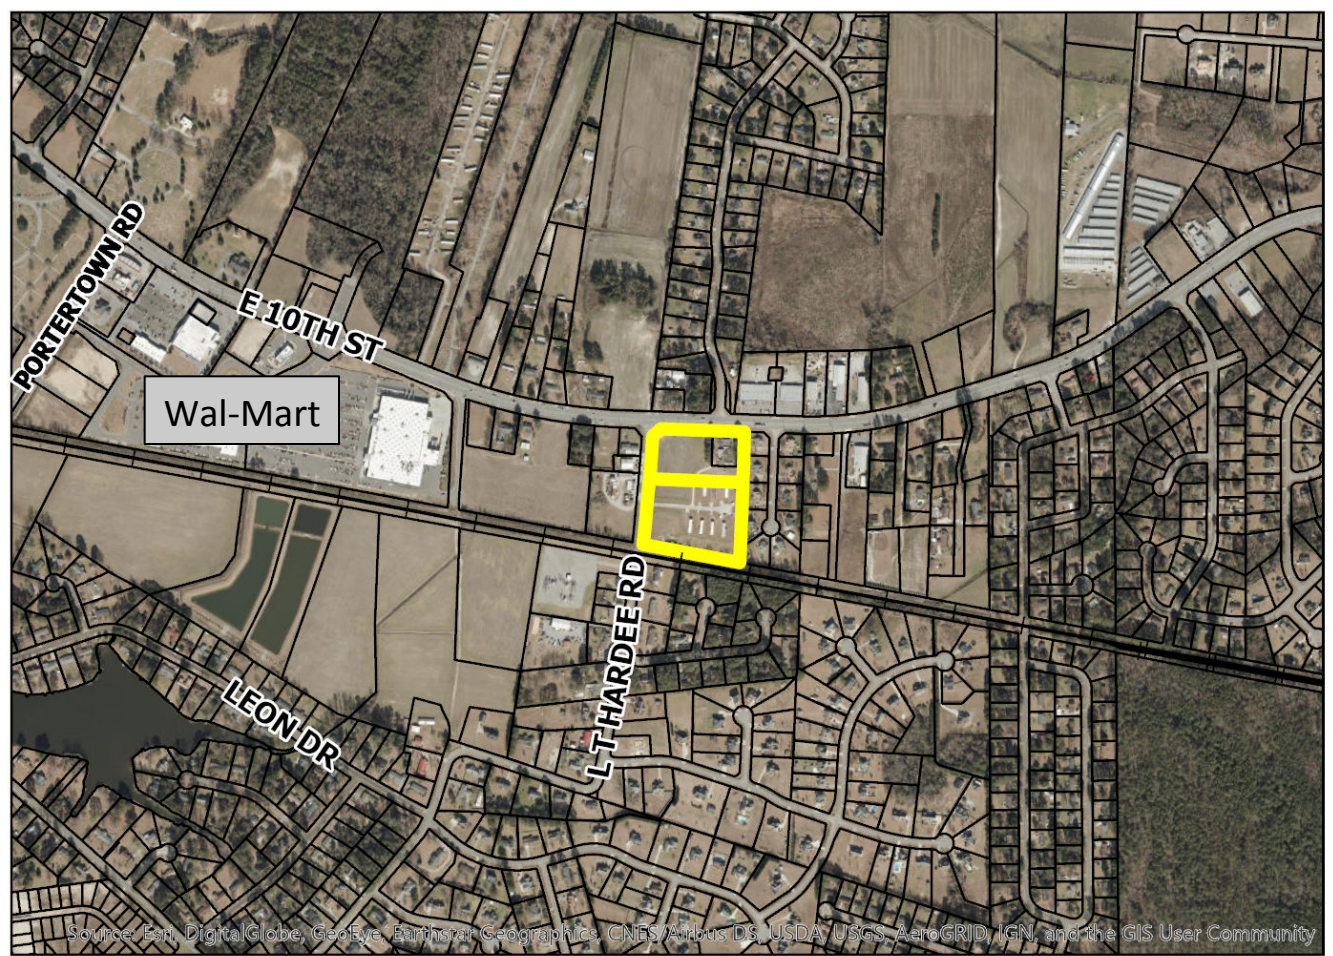 PORTERTOWN RD
E 10TH ST
Wal-Mart
L T HARDEE RD
LEON DR
Source: Esri, DigitalGlobe, GeoEye, Earthstar Geographics, CNES/Airbus DS, USDA, USGS, AeroGRID, IGN, and the GIS User Community